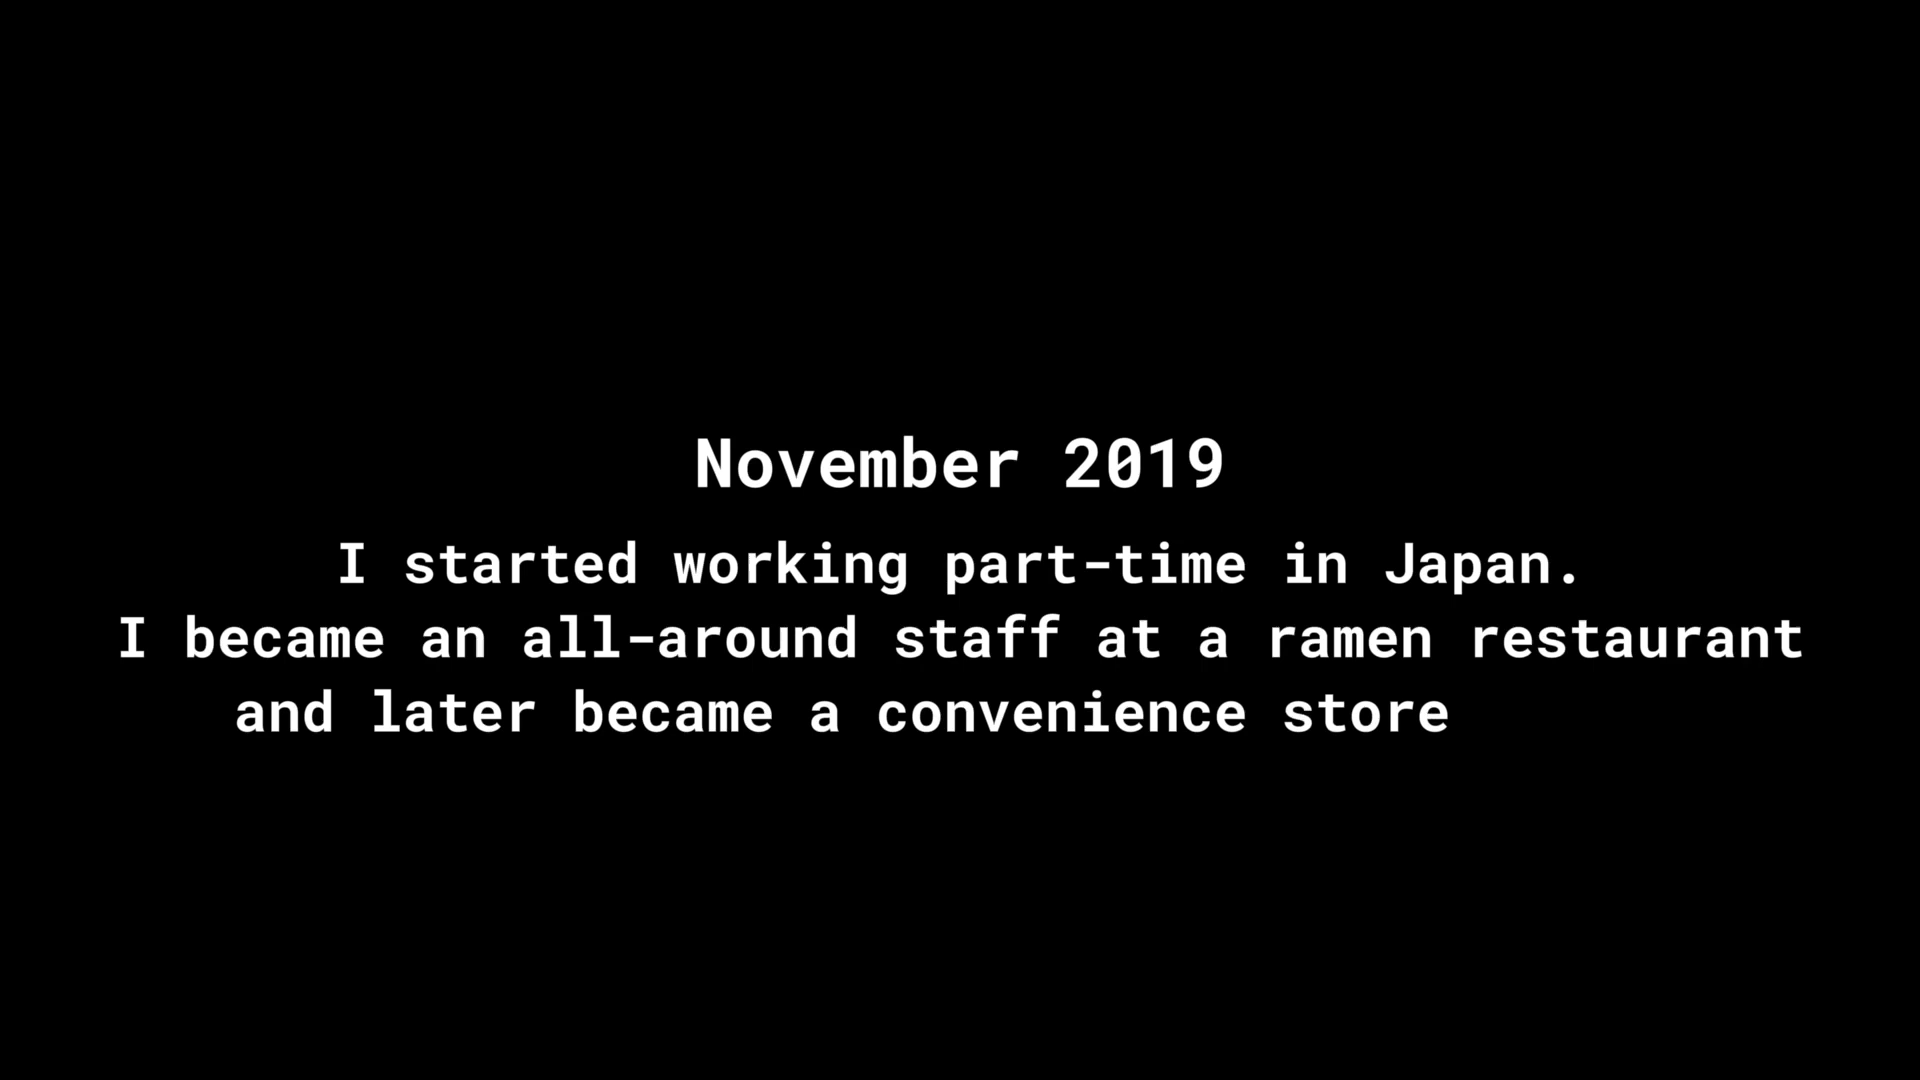 November 2019
I started working part-time in Japan.
I became an all-around staff at a ramen restaurant
and later became a convenience store